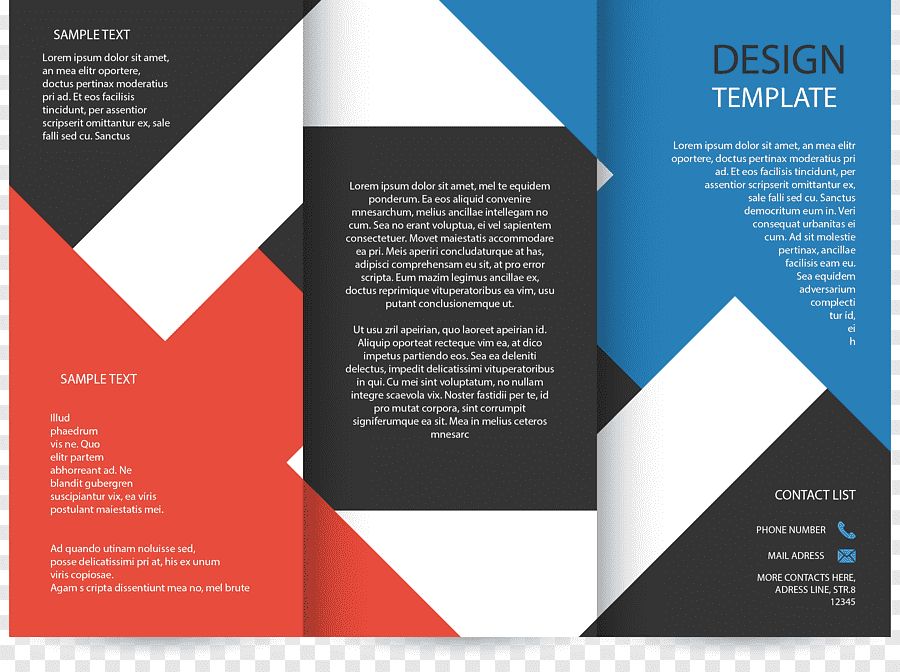 SAMPLE TEXT
Lorem ipsum dolor sit amet,
an mea elitr oportere,
doctus pertinax moderatius
pri ad. Et eos facilisis
tincidunt, per assentior
scripserit omittantur ex, sale
falli sed cu. Sanctus
SAMPLE TEXT
Illud
phaedrum
vis ne. Quo
elitr partem
abhorreant ad. Ne
blandit gubergren
suscipiantur vix, ea viris
postulant maiestatis mei.
Ad quando utinam noluisse sed,
posse delicatissimi pri at, his ex unum
viris copiosae.
Agam s cripta dissentiunt mea no, mel brute
Lorem ipsum dolor sit amet, mel te equidem
ponderum. Ea eos aliquid convenire
mnesarchum, melius ancillae intellegam no
cum. Sea no erant voluptua, ei vel sapientem
consectetuer. Movet maiestatis accommodare
ea pri. Meis aperiri concludaturque at has,
adipisci comprehensam eu sit, at pro error
scripta. Eum mazim legimus ancillae ex,
doctus reprimique vituperatoribus ea vim, usu
putant conclusionemque ut.
Ut usu zril apeirian, quo laoreet apeirian id.
Aliquip oporteat recteque vim ea, at dico
impetus partiendo eos. Sea ea deleniti
delectus, impedit delicatissimi vituperatoribus
in qui. Cu mei sint voluptatum, no nullam
integre scaevola vix. Noster fastidii per te, id
pro mutat corpora, sint corrumpit
signiferumque ea sit. Mea in melius ceteros
mnesarc
DESIGN
TEMPLATE
Lorem ipsum dolor sit amet, an mea elitr
oportere, doctus pertinax moderatius pri
ad. Et eos facilisis tincidunt, per
assentior scripserit omittantur ex,
sale falli sed cu. Sanctus
democritum eum in. Veri
consequat urbanitas ei
cum. Ad sit molestie
pertinax, ancillae
facilisis eam eu.
Sea equidem
adversarium
complecti
tur id,
ei
h
CONTACT LIST
PHONE NUMBER
MAIL ADRESS
MORE CONTACTS HERE,
ADRESS LINE, STR.8
12345